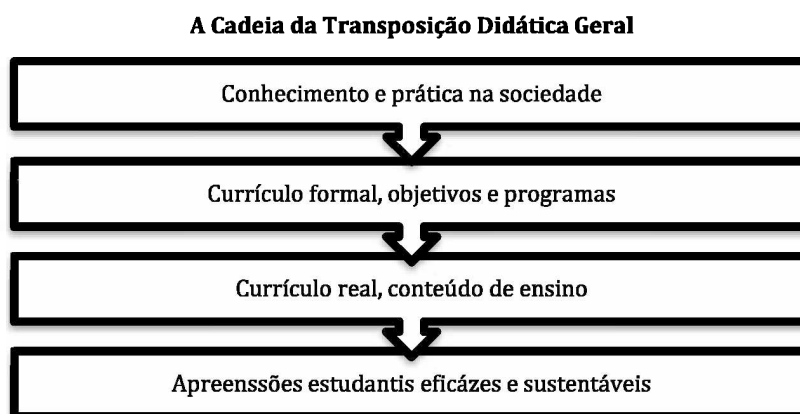 A Cadeia da Transposição Didática Geral
Conhecimento e prática na sociedade
Currículo formal, objetivos e programas
Currículo real, conteúdo de ensino
Apreenssões estudantis eficázes e sustentáveis